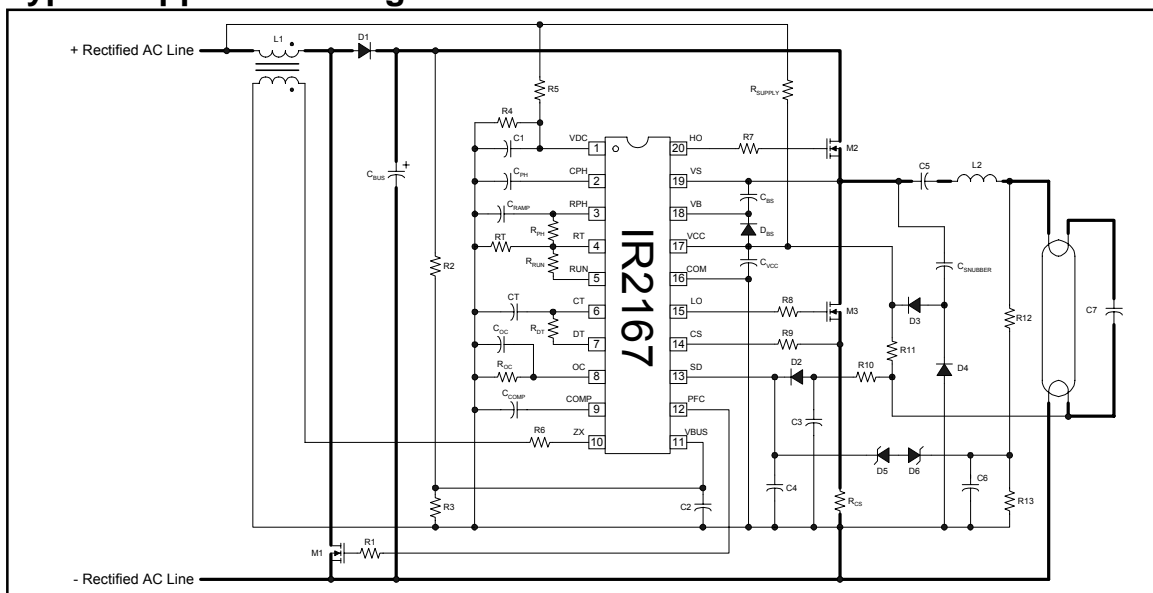 + Rectified AC Line
L1
D1
R5
R4
C1
VDC
CPH
CPH
CRAMP
RPH
RPH
RT
RT
RRUN
RUN
CT
CT
RDT
DT
COC
ROC
OC
CCOMP
COMP
R6
ZX
1
2
3
4
5
6
7
8
9
10
IR2167
20
19
18
17
16
15
14
13
12
11
HO
VS
VB
VCC
COM
LO
CS
SD
PFC
VBUS
R7
RSUPPLY
M2
CBS
DBS
CVCC
R8
R9
M3
D2
R10
R11
D3
D4
CSNUBBER
C5
L2
R12
C7
C3
C4
D5
D6
C6
R13
RCS
C2
CBUS
+
R2
R3
M1
R1
- Rectified AC Line